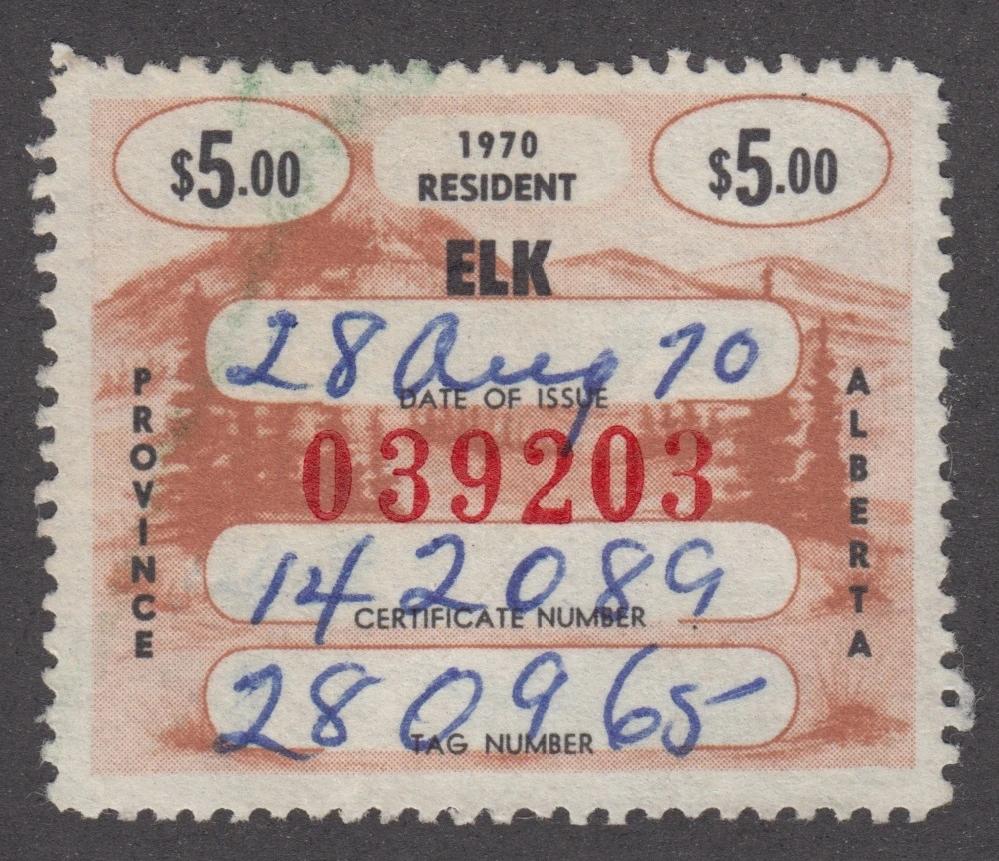 $5.00 1970 $5.00
RESIDENT
ELK
28 Aug 70
DATE OF ISSUE
PROVINCE
039203
ALBERTA
142089
CERTIFICATE NUMBER
280965
TAG NUMBER